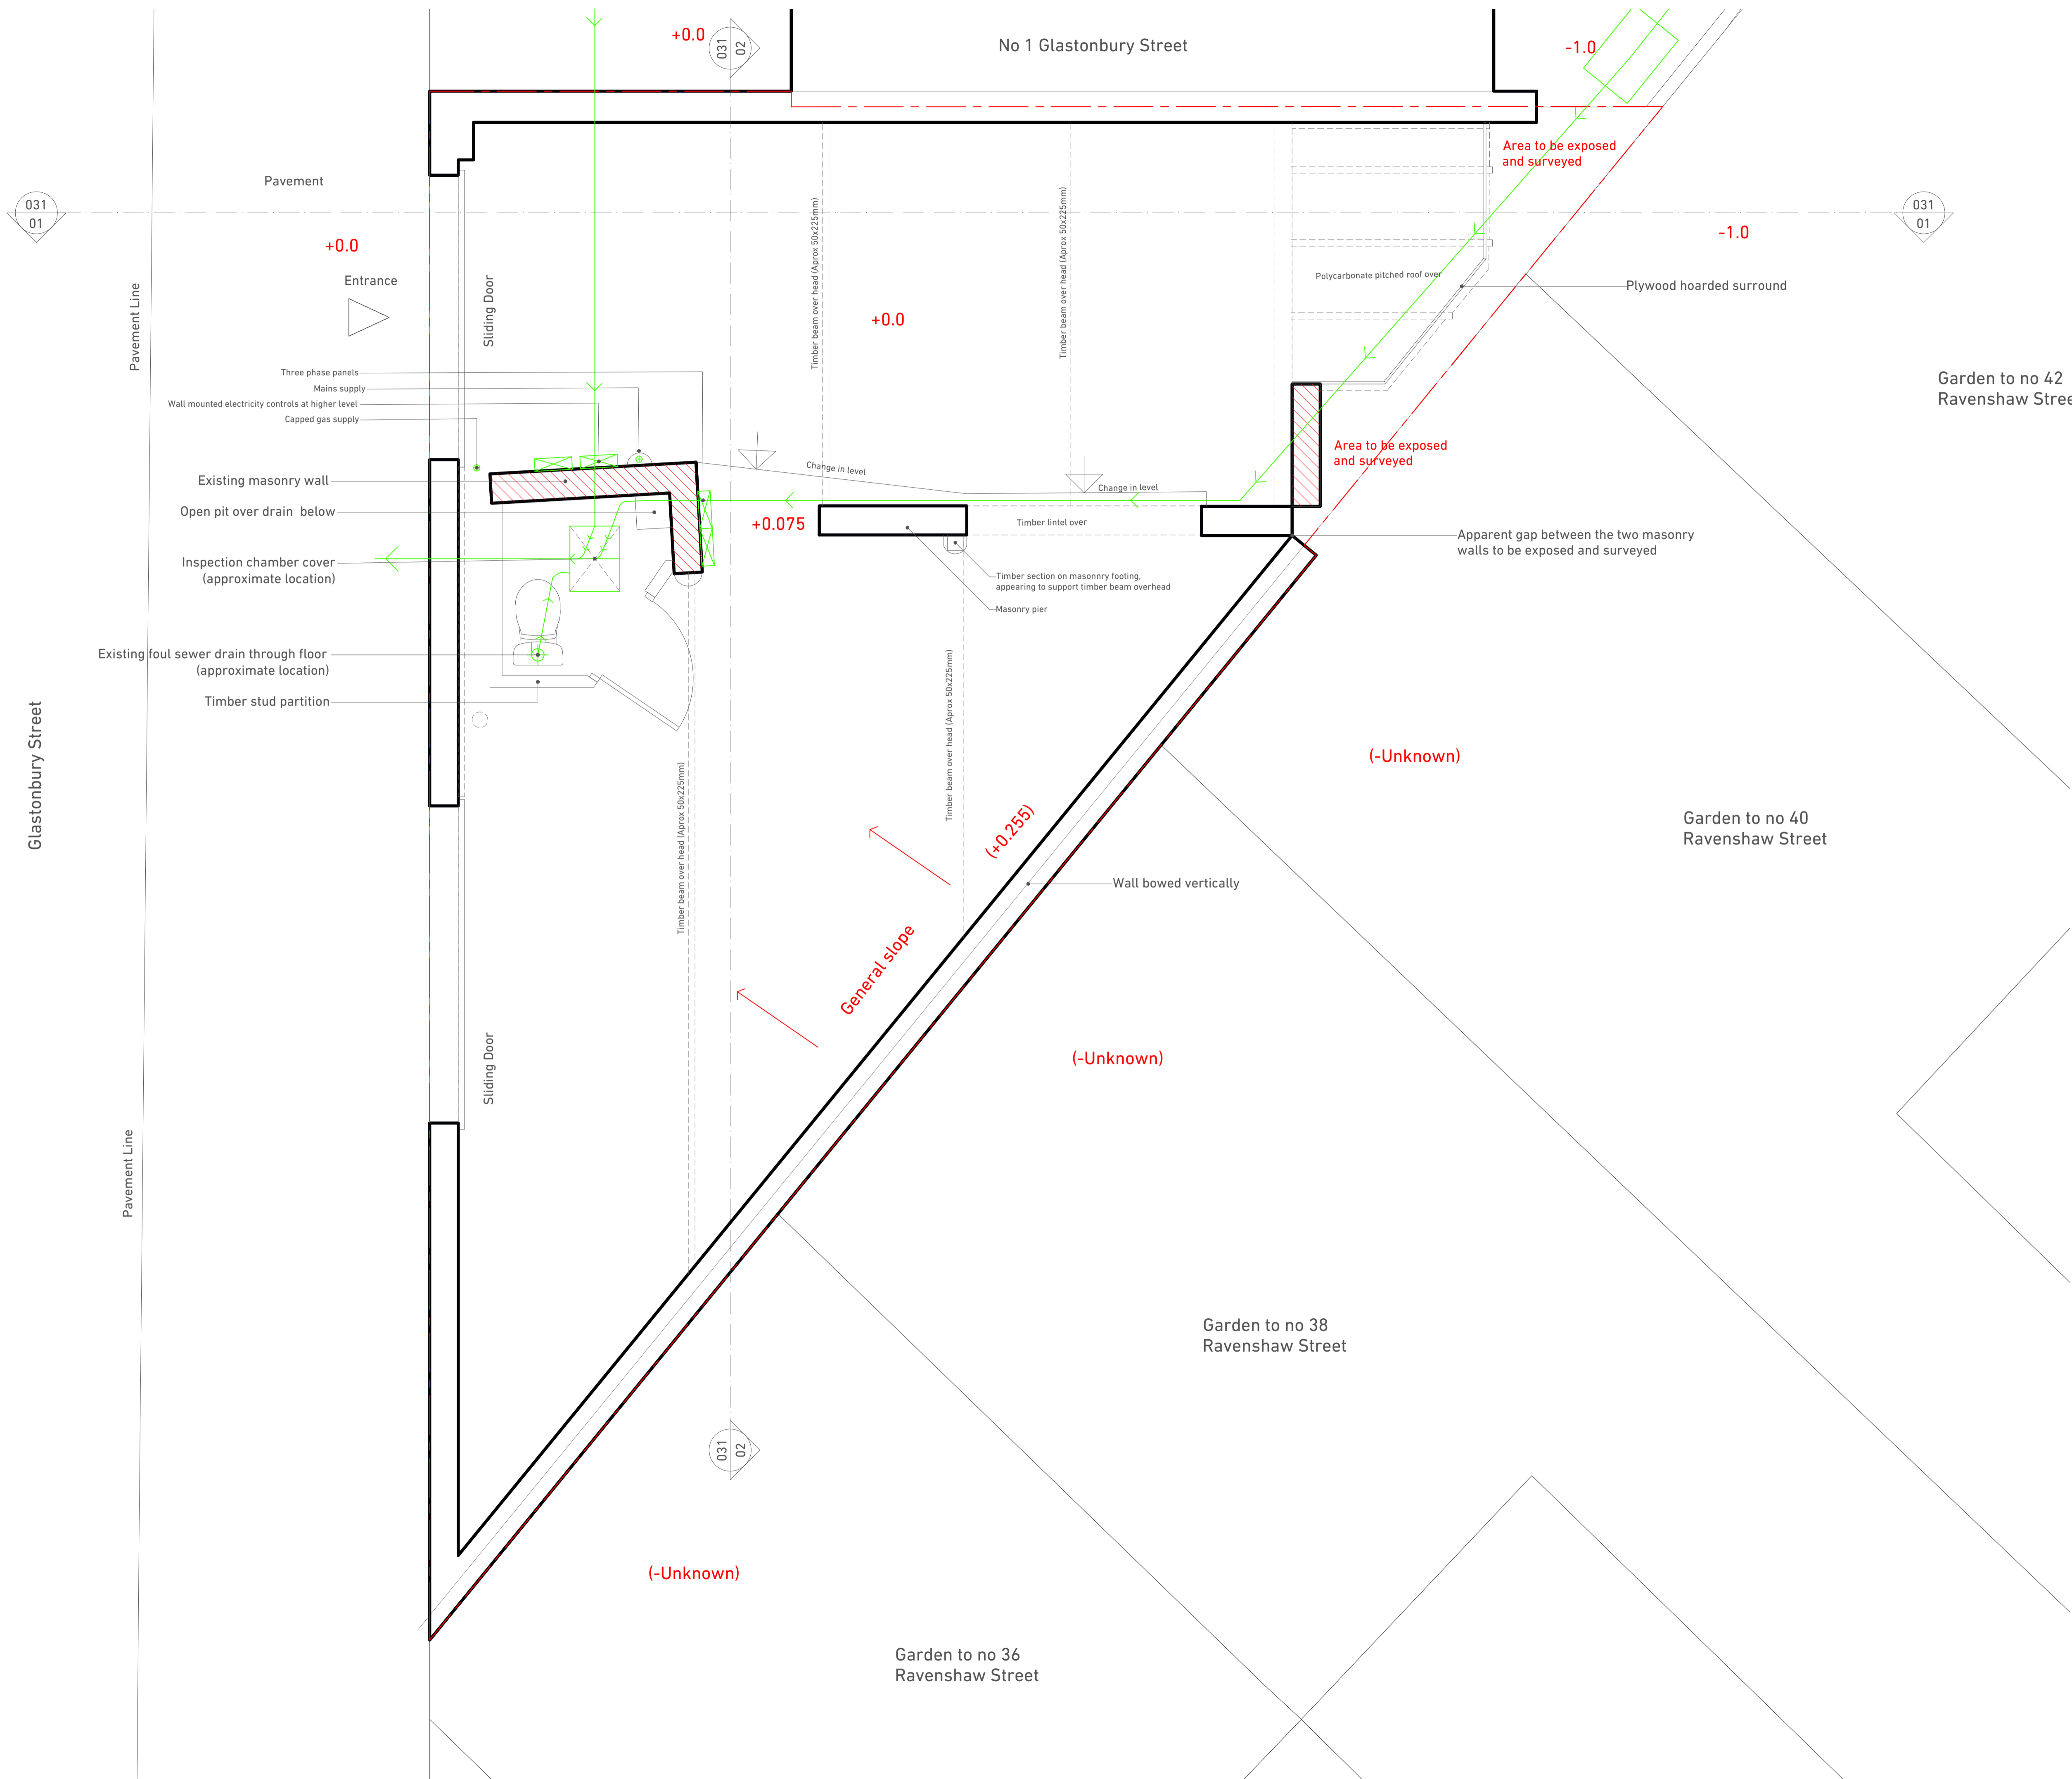 +0.0
031
02
No 1 Glastonbury Street
-1.0
Area to be exposed
and surveyed
Pavement
031
01
031
01
+0.0
-1.0
Entrance
Pavement Line
Sliding Door
Timber beam over head (Aprox 50x225mm)
Timber beam over head (Aprox 50x225mm)
Polycarbonate pitched roof over
Plywood hoarded surround
+0.0
Three phase panels
Mains supply
Wall mounted electricity controls at higher level
Capped gas supply
Garden to no 42
Area to be exposed
and surveyed
Change in level
Change in level
Existing masonry wall
Open pit over drain below
+0.075
Timber lintel over
Apparent gap between the two masonry
walls to be exposed and surveyed
Inspection chamber cover
(approximate location)
Timber section on masonnry footing,
appearing to support timber beam overhead
Masonry pier
Existing foul sewer drain through floor
(approximate location)
Timber stud partition
Glastonbury Street
Timber beam over head (Aprox 50x225mm)
Timber beam over head (Aprox 50x225mm)
(-Unknown)
Garden to no 40
Ravenshaw Street
(+0.255)
Wall bowed vertically
General slope
(-Unknown)
Sliding Door
Pavement Line
Garden to no 38
Ravenshaw Street
031
02
(-Unknown)
Garden to no 36
Ravenshaw Street